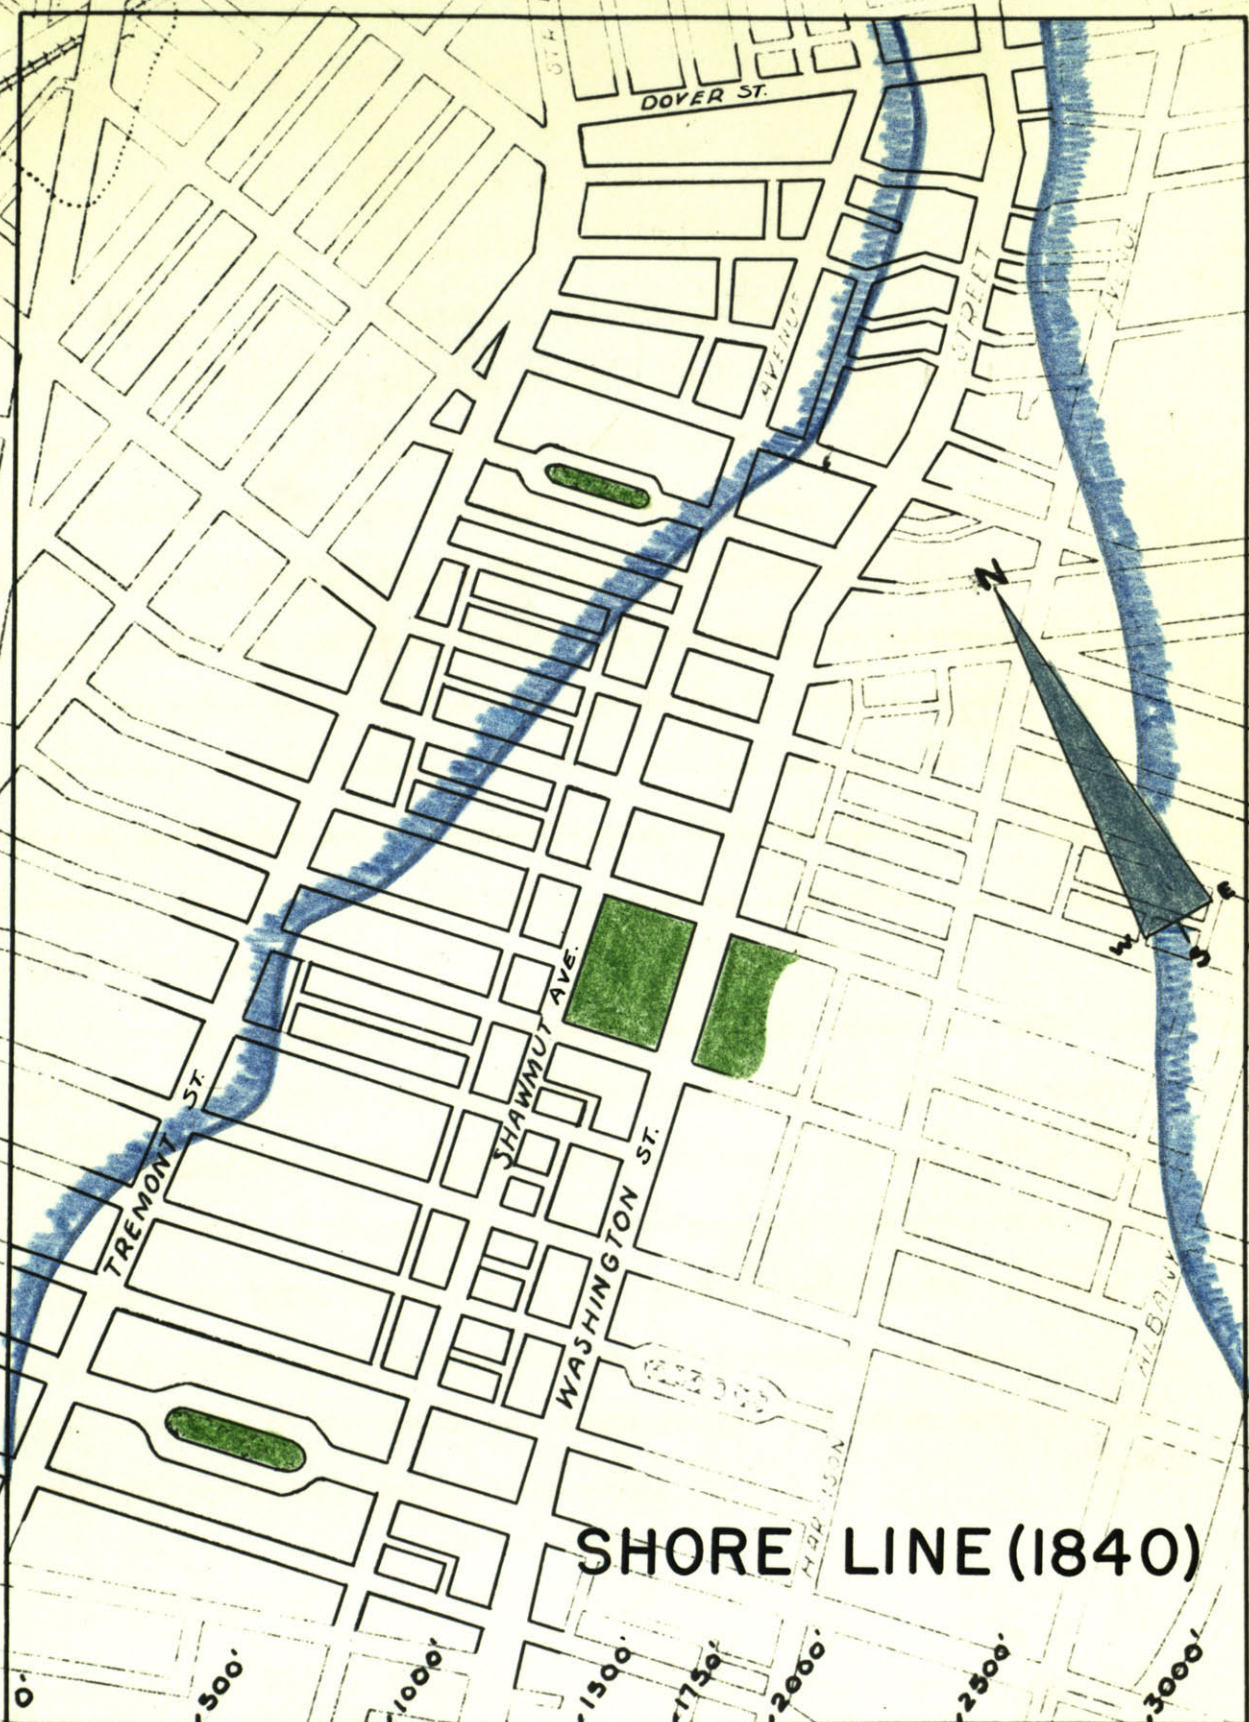 DOVER ST.
AVENUE
STREET
AVENUE
N
E
W
S
SHAWMUT AVE.
TREMONT ST.
WASHINGTON ST.
ALBANY
HARRISON
SHORE LINE (1840)
0' 500' 1000' 1500' 1750' 2000' 2500' 3000'